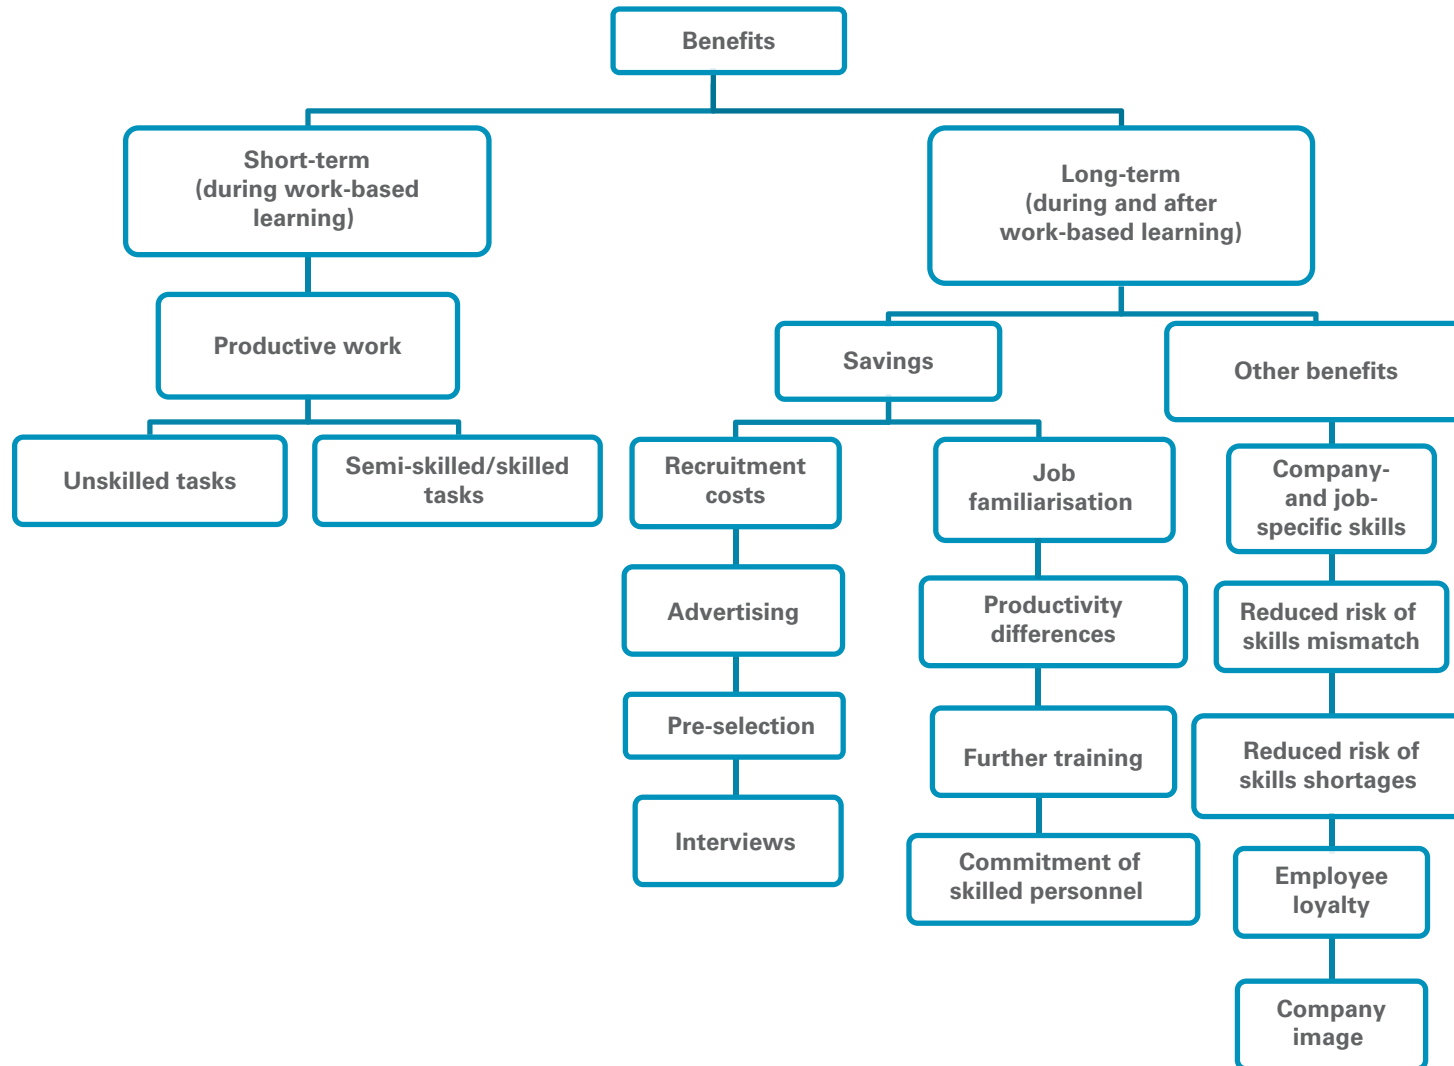 Benefits
Short-term
(during work-based
learning)
Long-term
(during and after
work-based learning)
Productive work
Savings
Other benefits
Unskilled tasks
Semi-skilled/skilled
tasks
Recruitment
costs
Job
familiarisation
Company-
and job-
specific skills
Advertising
Productivity
differences
Reduced risk of
skills mismatch
Pre-selection
Further training
Reduced risk of
skills shortages
Interviews
Commitment of
skilled personnel
Employee
loyalty
Company
image